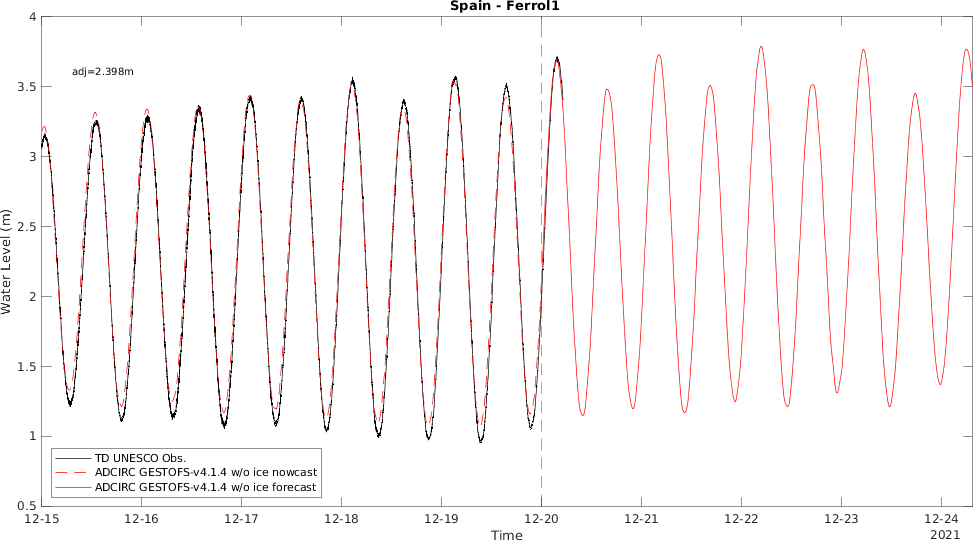 Spain - Ferrol1
4
adj=2.398m
3.5
3
2.5
Water Level (m)
2
1.5
1
TD UNESCO Obs.
ADCIRC GESTOFS-v4.1.4 w/o ice nowcast
ADCIRC GESTOFS-v4.1.4 w/o ice forecast
0.5
12-15 12-16 12-17 12-18 12-19 12-20 12-21 12-22 12-23 12-24
Time 2021